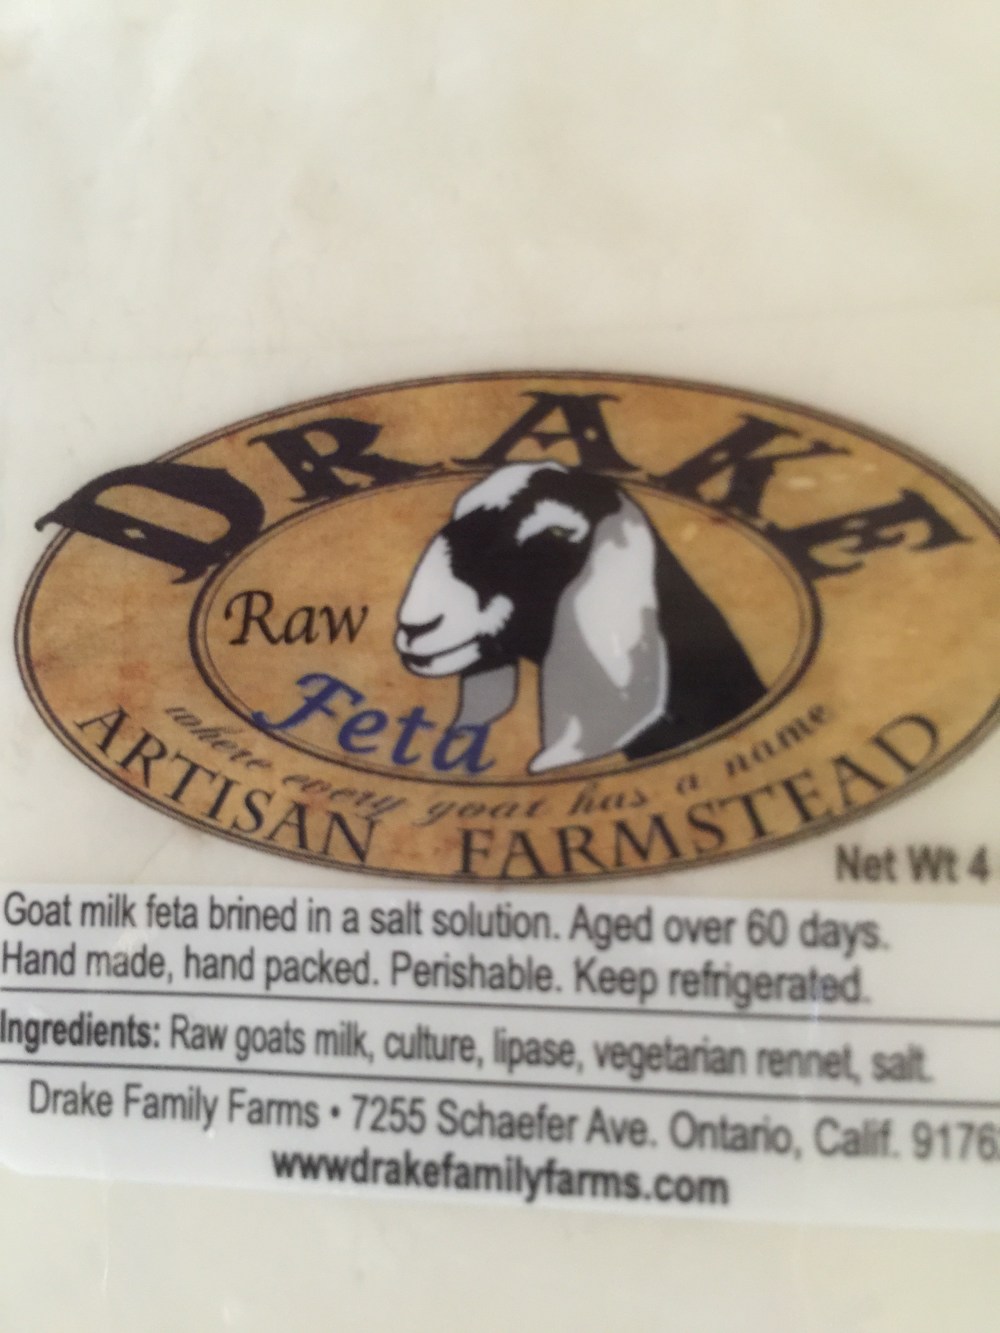 DRAKE
Raw
Feta
where every goat has a name
ARTISAN FARMSTEAD
Net Wt 4
Goat milk feta brined in a salt solution. Aged over 60 days.
Hand made, hand packed. Perishable. Keep refrigerated.
Ingredients: Raw goats milk, culture, lipase, vegetarian rennet, salt.
Drake Family Farms • 7255 Schaefer Ave. Ontario, Calif. 9176
wwwdrakefamilyfarms.com